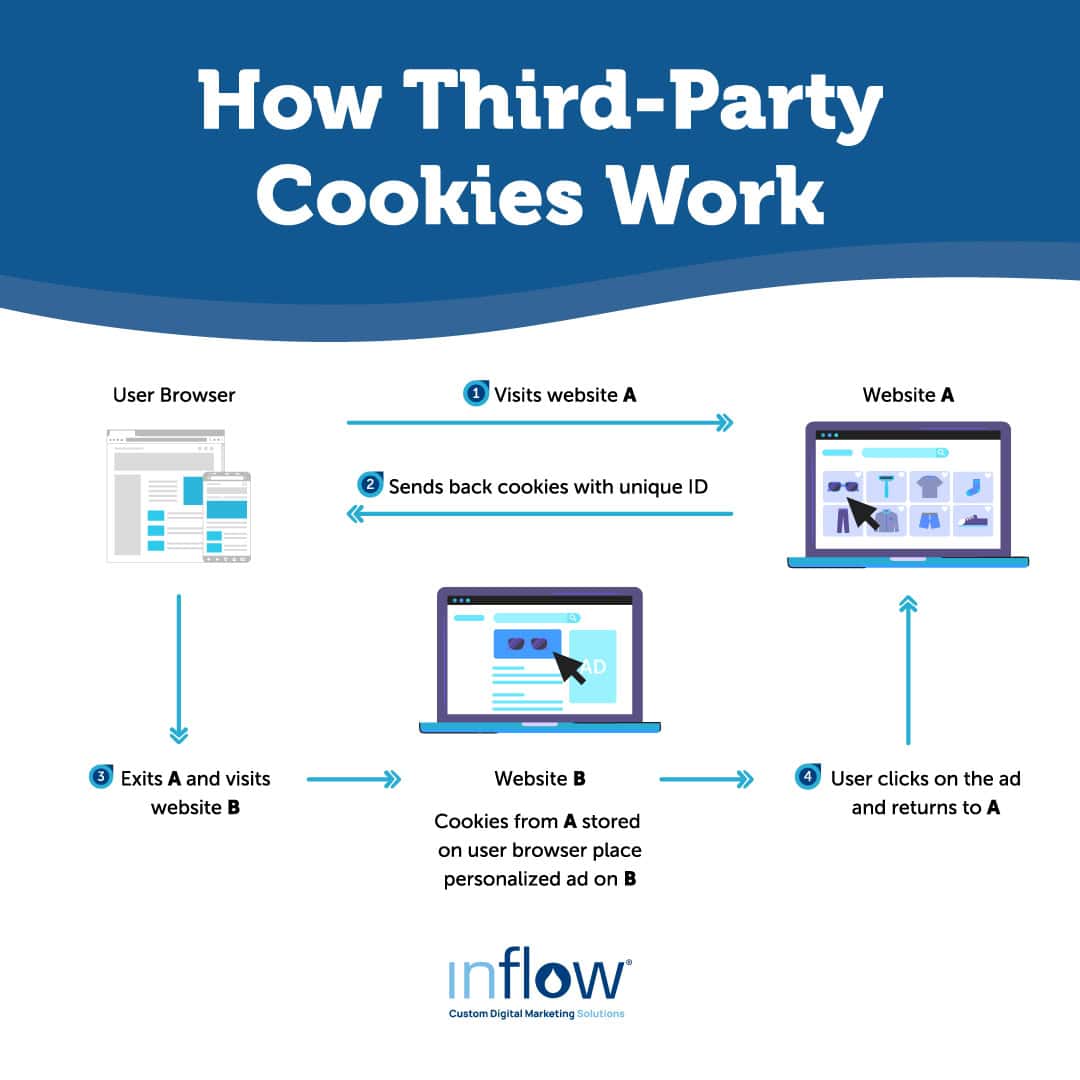 How Third-Party
Cookies Work
User Browser
1 Visits website A
Website A
2 Sends back cookies with unique ID
AD
3 Exits A and visits
website B
Website B
Cookies from A stored
on user browser place
personalized ad on B
4 User clicks on the ad
and returns to A
inflow®
Custom Digital Marketing Solutions